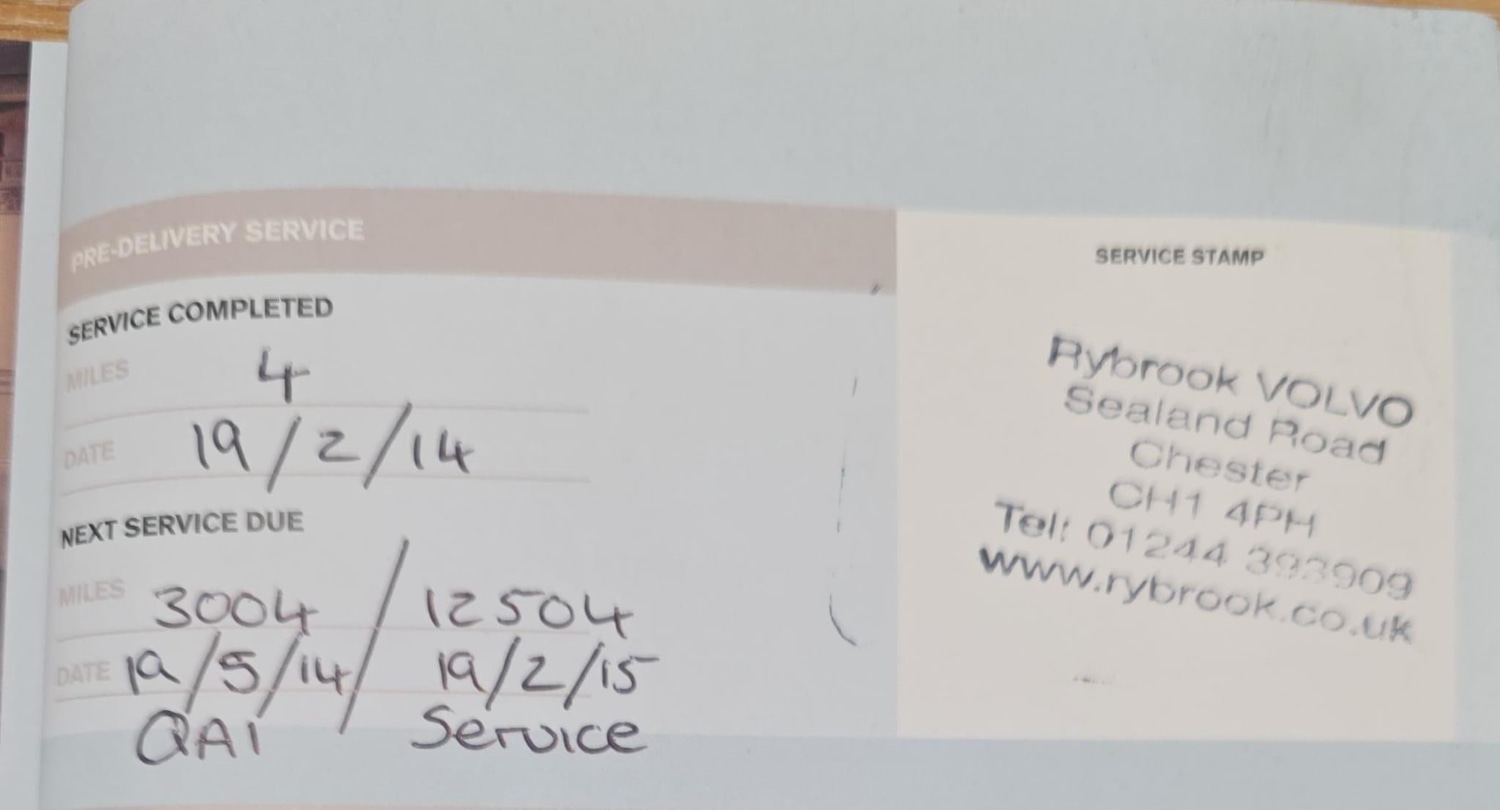 PRE-DELIVERY SERVICE
SERVICE COMPLETED
MILES 4
DATE 19/2/14
NEXT SERVICE DUE
MILES 3004 / 12504
DATE 19/5/14 / 19/2/15
QAI Service
SERVICE STAMP
Rybrook VOLVO
Sealand Road
Chester
CH1 4PH
Tel: 01244 393909
www.rybrook.co.uk